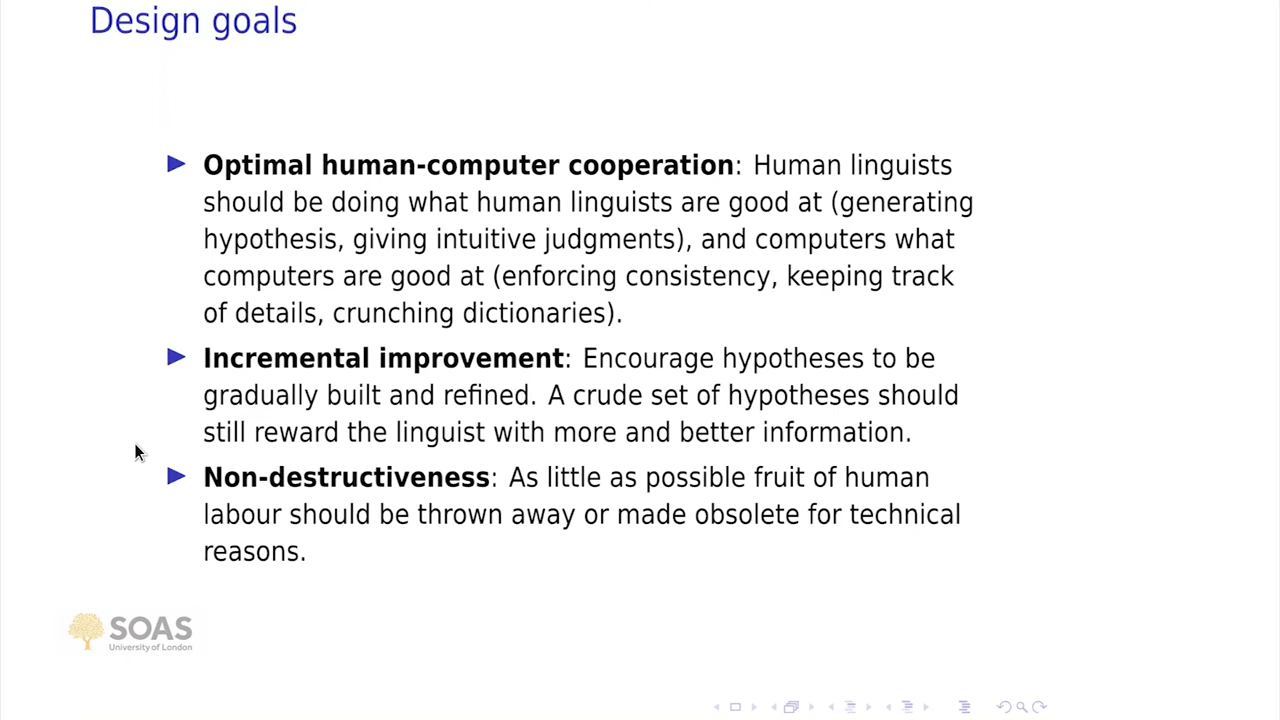 Design goals
Optimal human-computer cooperation: Human linguists
should be doing what human linguists are good at (generating
hypothesis, giving intuitive judgments), and computers what
computers are good at (enforcing consistency, keeping track
of details, crunching dictionaries).
Incremental improvement: Encourage hypotheses to be
gradually built and refined. A crude set of hypotheses should
still reward the linguist with more and better information.
Non-destructiveness: As little as possible fruit of human
labour should be thrown away or made obsolete for technical
reasons.
SOAS
University of London